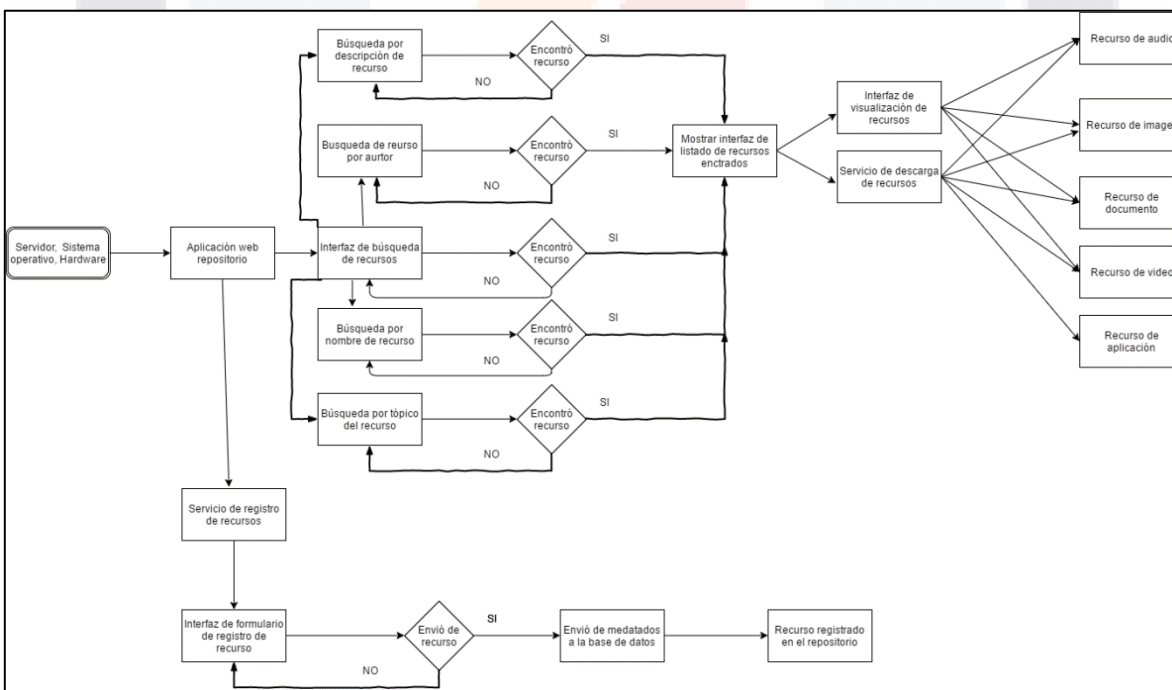 Búsqueda por
descripción de
recurso
Encontró
recurso
SI
NO
Busqueda de reurso
por aurtor
Encontró
recurso
SI
NO
Servidor, Sistema
operativo, Hardware
Aplicación web
repositorio
Interfaz de búsqueda
de recursos
Encontró
recurso
SI
NO
Búsqueda por
nombre de recurso
Encontró
recurso
SI
NO
Búsqueda por tópico
del recurso
Encontró
recurso
SI
NO
Mostrar interfaz de
listado de recursos
enctrados
Interfaz de
visualización de
recursos
Servicio de descarga
de recursos
Recurso de audio
Recurso de image
Recurso de
documento
Recurso de video
Recurso de
aplicación
Servicio de registro
de recursos
Interfaz de formulario
de registro de
recurso
Envió de
recurso
SI
NO
Envió de medatados
a la base de datos
Recurso registrado
en el repositorio